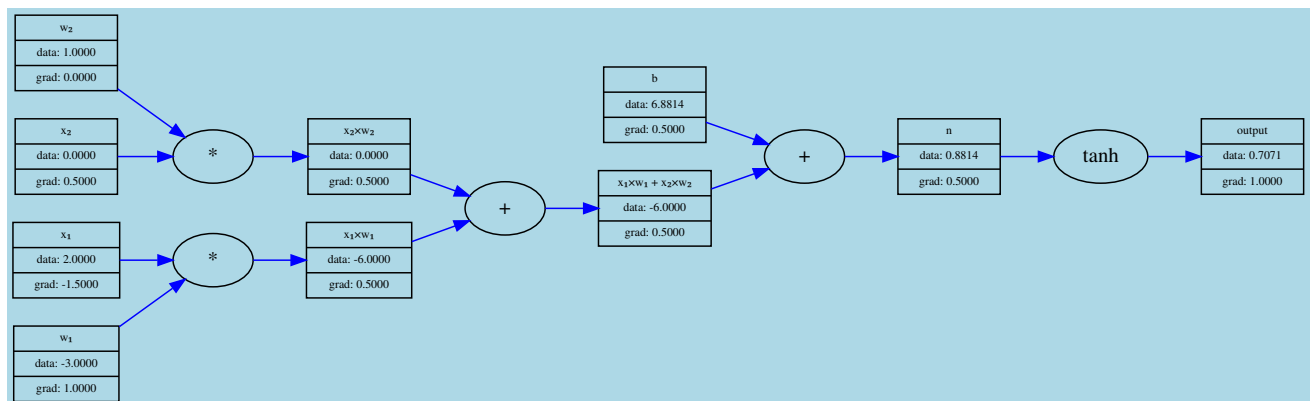 w₂
data: 1.0000
grad: 0.0000
x₂
data: 0.0000
grad: 0.5000
*
x₂×w₂
data: 0.0000
grad: 0.5000
x₁
data: 2.0000
grad: -1.5000
*
x₁×w₁
data: -6.0000
grad: 0.5000
w₁
data: -3.0000
grad: 1.0000
+
b
data: 6.8814
grad: 0.5000
x₁×w₁ + x₂×w₂
data: -6.0000
grad: 0.5000
+
n
data: 0.8814
grad: 0.5000
tanh
output
data: 0.7071
grad: 1.0000